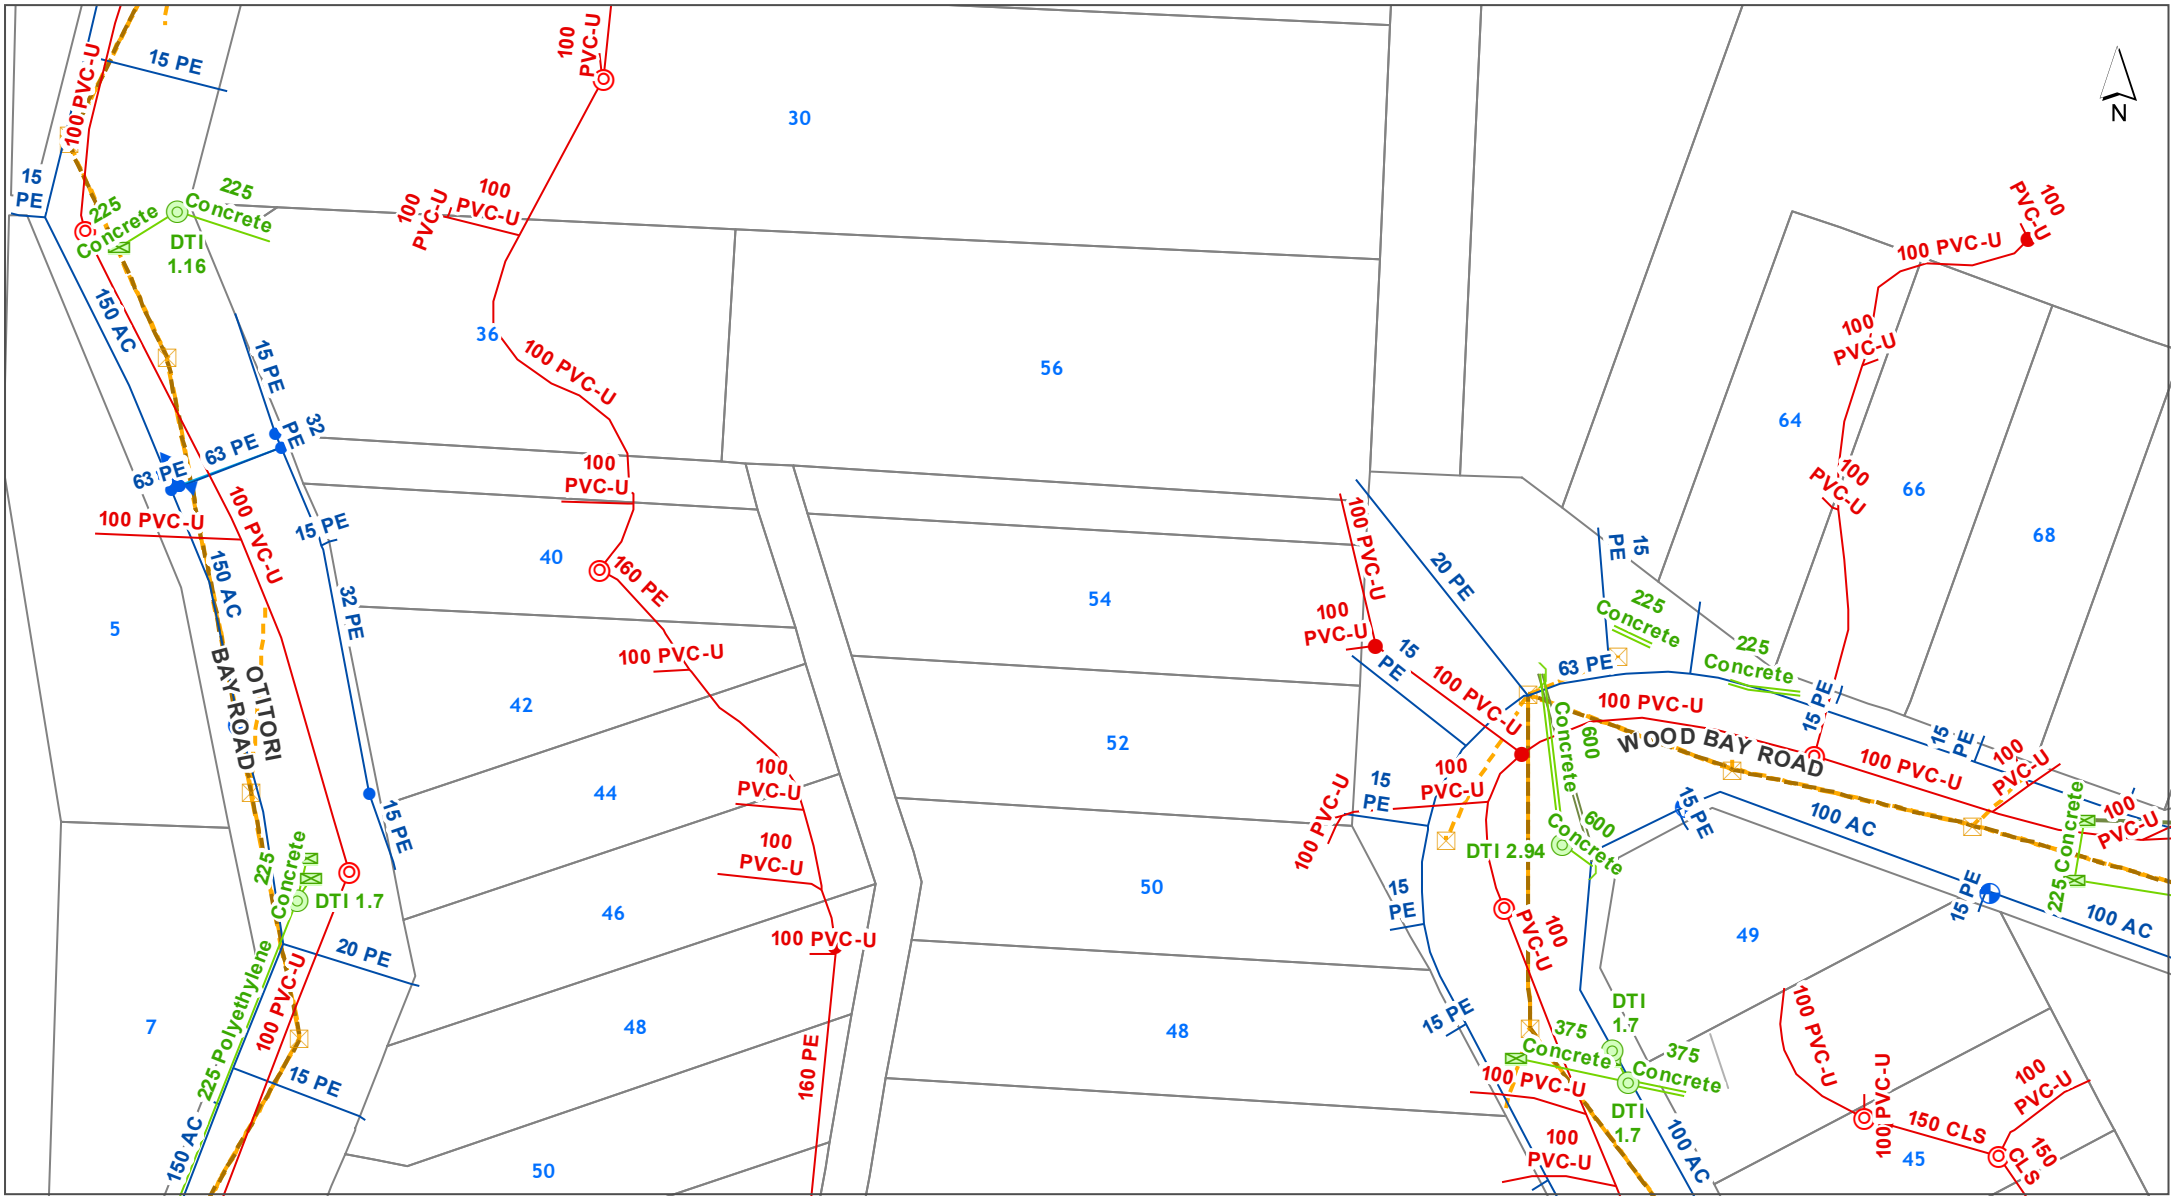 100
PVC-U
15 PE
100 PVC-U
30
N
15
PE
225
Concrete
225
Concrete
DTI
1.16
100
PVC-U
100
PVC-U
100
PVC-U
100 PVC-U
150 AC
36
100 PVC-U
56
15 PE
100
PVC-U
64
32
PE
63 PE
63 PE
100
PVC-U
100
PVC-U
66
68
100 PVC-U
100 PVC-U
15 PE
100 PVC-U
40
160 PE
150 AC
20 PE
15
PE
54
32 PE
5
100
PVC-U
225
Concrete
225
Concrete
15
PE
63 PE
100 PVC-U
100 PVC-U
42
OTITORI
BAY ROAD
52
100 PVC-U
600
Concrete
WOOD BAY ROAD
15 PE
15
PE
100 PVC-U
100
PVC-U
100
PVC-U
44
15
PE
100
PVC-U
100 PVC-U
15 PE
15 PE
100 AC
225 Concrete
100
PVC-U
100
PVC-U
225
Concrete
DTI 1.7
DTI 2.94
600
Concrete
50
46
15
PE
15 PE
100 AC
100 PVC-U
20 PE
100
PVC-U
49
225 Polyethylene
100 PVC-U
7
48
48
15 PE
DTI
1.7
375
Concrete
375
Concrete
100 PVC-U
160 PE
15 PE
100 PVC-U
100 PVC-U
100
PVC-U
DTI
1.7
150 CLS
150 AC
50
100
PVC-U
100 AC
45
150
CLS